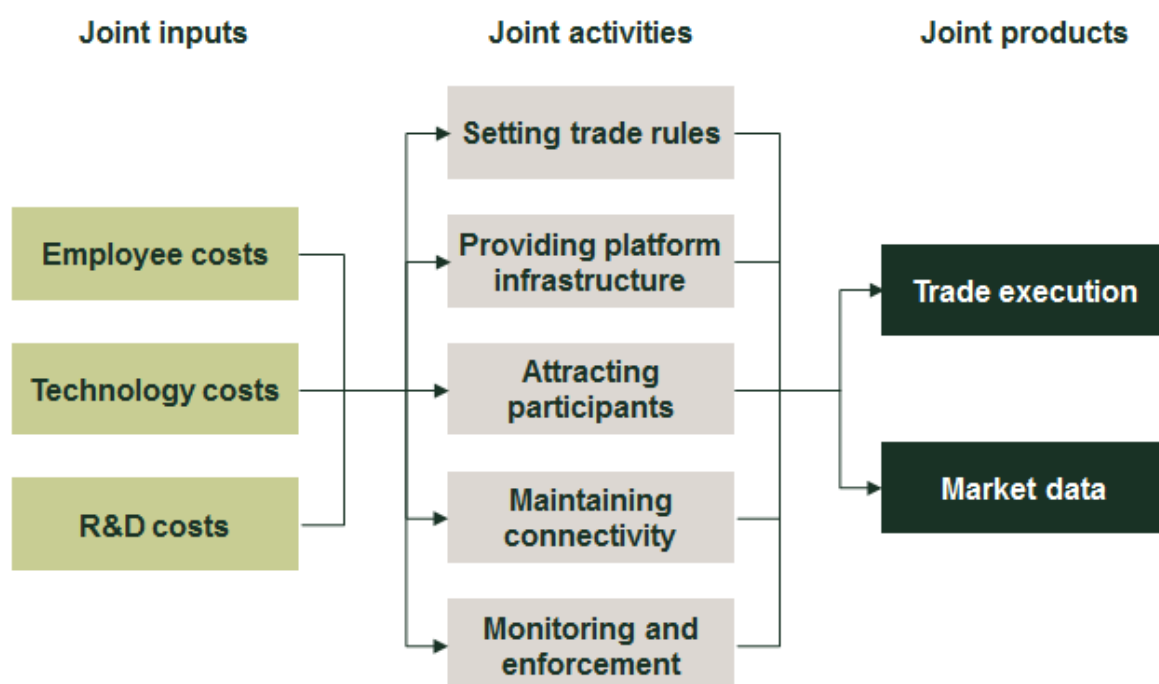 Joint inputs
Joint activities
Joint products
Employee costs
Technology costs
R&D costs
Setting trade rules
Providing platform
infrastructure
Attracting
participants
Maintaining
connectivity
Monitoring and
enforcement
Trade execution
Market data